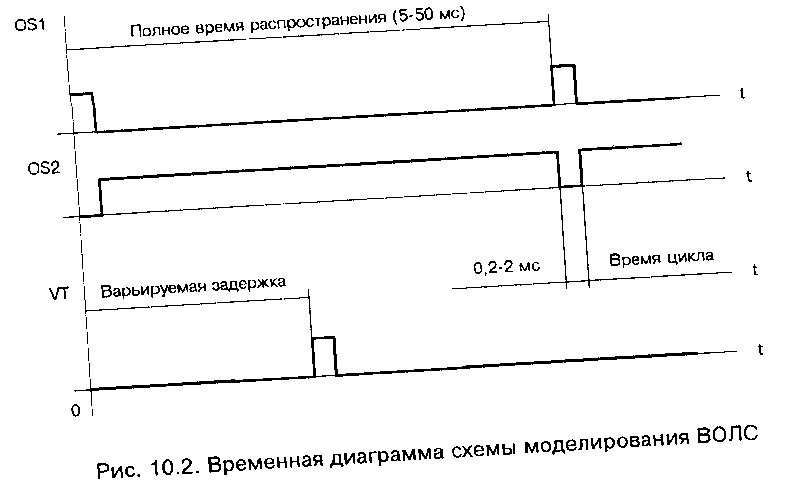 OS1
Полное время распространения (5-50 мс)
t
OS2
t
0,2-2 мс
Время цикла
t
VT
Варьируемая задержка
t
0
Рис. 10.2. Временная диаграмма схемы моделирования ВОЛС